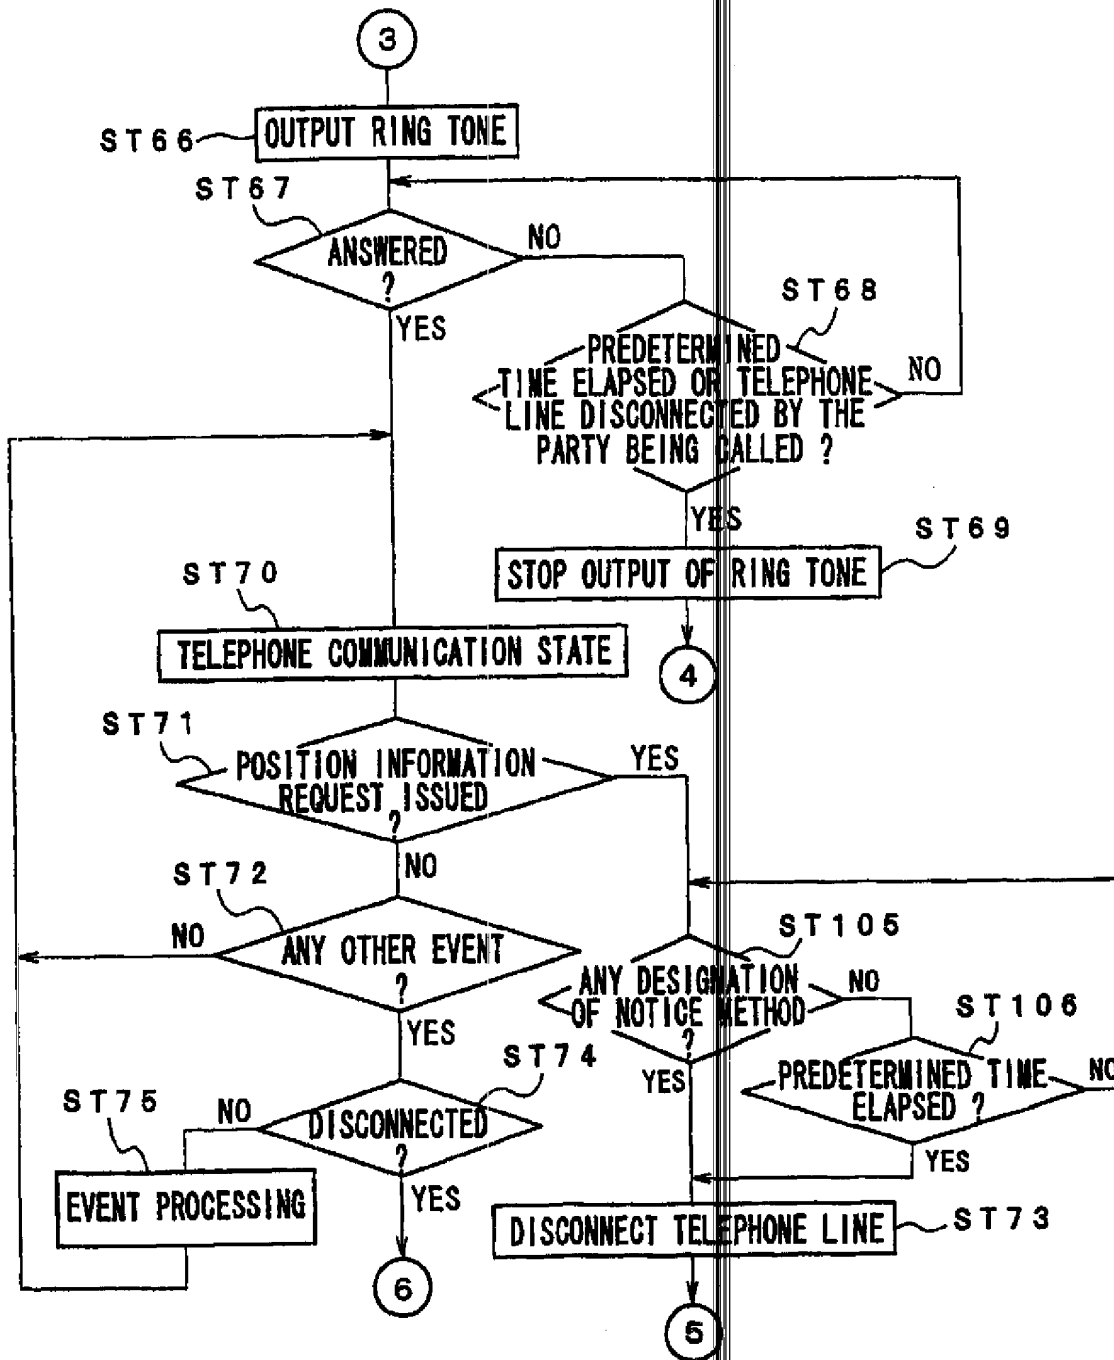 3
ST66
OUTPUT RING TONE
ST67
ANSWERED
?
NO
YES
ST68
PREDETERMINED
TIME ELAPSED OR TELEPHONE
LINE DISCONNECTED BY THE
PARTY BEING CALLED ?
NO
YES
ST69
STOP OUTPUT OF RING TONE
4
ST70
TELEPHONE COMMUNICATION STATE
ST71
POSITION INFORMATION
REQUEST ISSUED
?
YES
NO
ST72
NO
ANY OTHER EVENT
?
YES
ST105
ANY DESIGNATION
OF NOTICE METHOD
?
NO
YES
ST106
PREDETERMINED TIME
ELAPSED ?
NO
YES
ST74
DISCONNECTED
?
NO
YES
ST75
EVENT PROCESSING
ST73
DISCONNECT TELEPHONE LINE
6
5